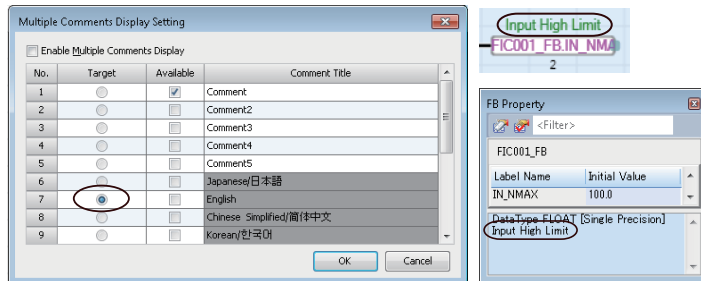 Multiple Comments Display Setting
Enable Multiple Comments Display
No. Target Available Comment Title
1 Comment
2 Comment2
3 Comment3
4 Comment4
5 Comment5
6 Japanese/日本語
7 English
8 Chinese Simplified/简体中文
9 Korean/한국어
OK Cancel
Input High Limit
FIC001_FB.IN_NMA
2
FB Property
<Filter>
FIC001_FB
Label Name Initial Value
IN_NMAX 100.0
DataType FLOAT [Single Precision]
Input High Limit